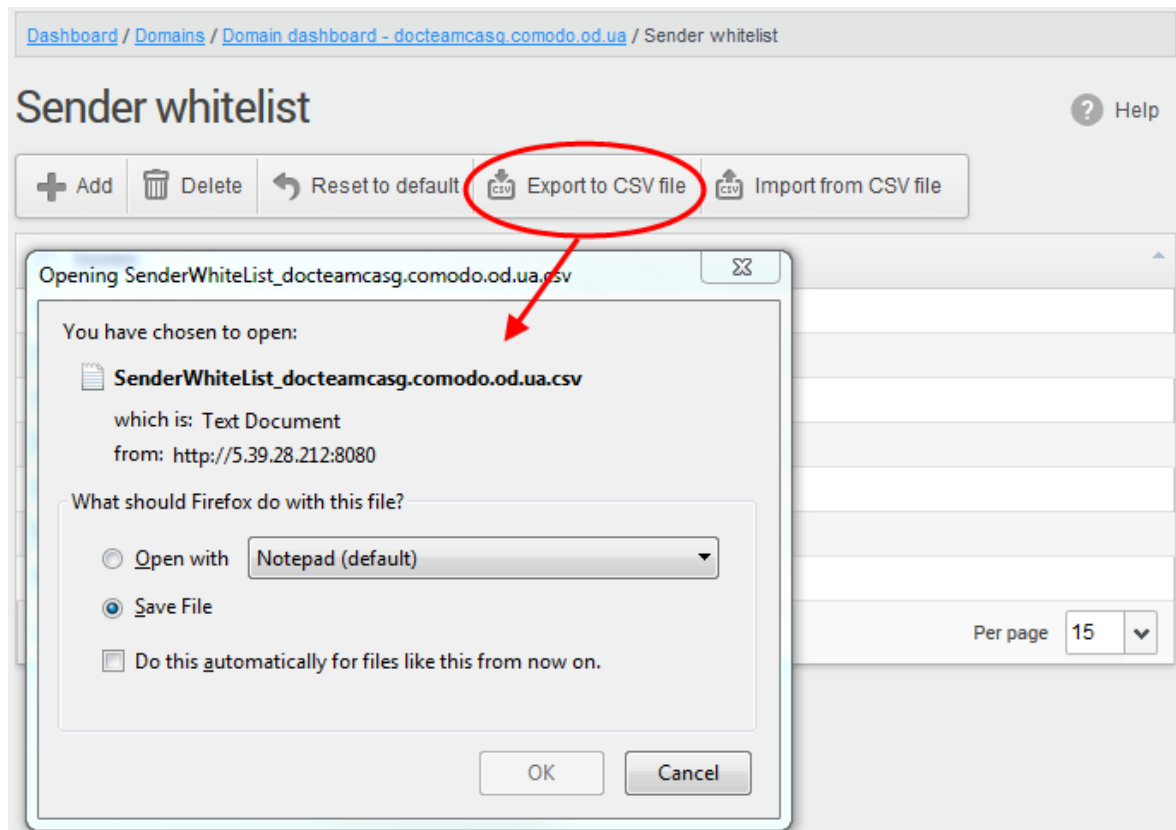 Dashboard / Domains / Domain dashboard - docteamcasg.comodo.od.ua / Sender whitelist
Sender whitelist
? Help
Add Delete Reset to default Export to CSV file Import from CSV file
Opening SenderWhiteList_docteamcasg.comodo.od.ua.csv
You have chosen to open:
SenderWhiteList_docteamcasg.comodo.od.ua.csv
which is: Text Document
from: http://5.39.28.212:8080
What should Firefox do with this file?
Open with Notepad (default)
Save File
Per page 15
Do this automatically for files like this from now on.
OK Cancel